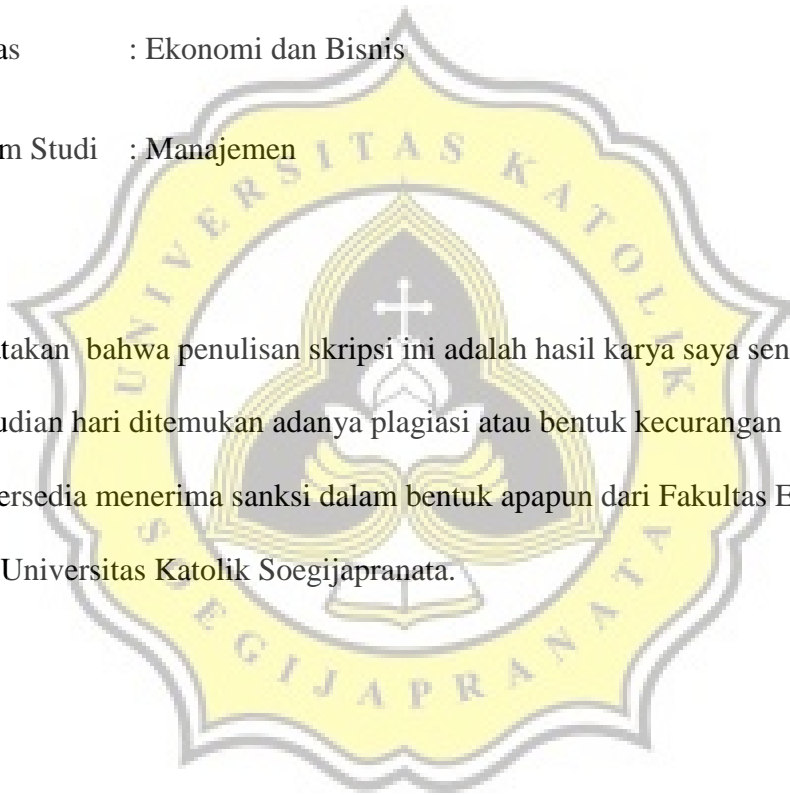 as : Ekonomi dan Bisnis
m Studi : Manajemen
UNIVERSITAS KATOLIK
takan bahwa penulisan skripsi ini adalah hasil karya saya sen
udian hari ditemukan adanya plagiasi atau bentuk kecurangan
ersedia menerima sanksi dalam bentuk apapun dari Fakultas E
Universitas Katolik Soegijapranata.
SOEGIJAPRANATA